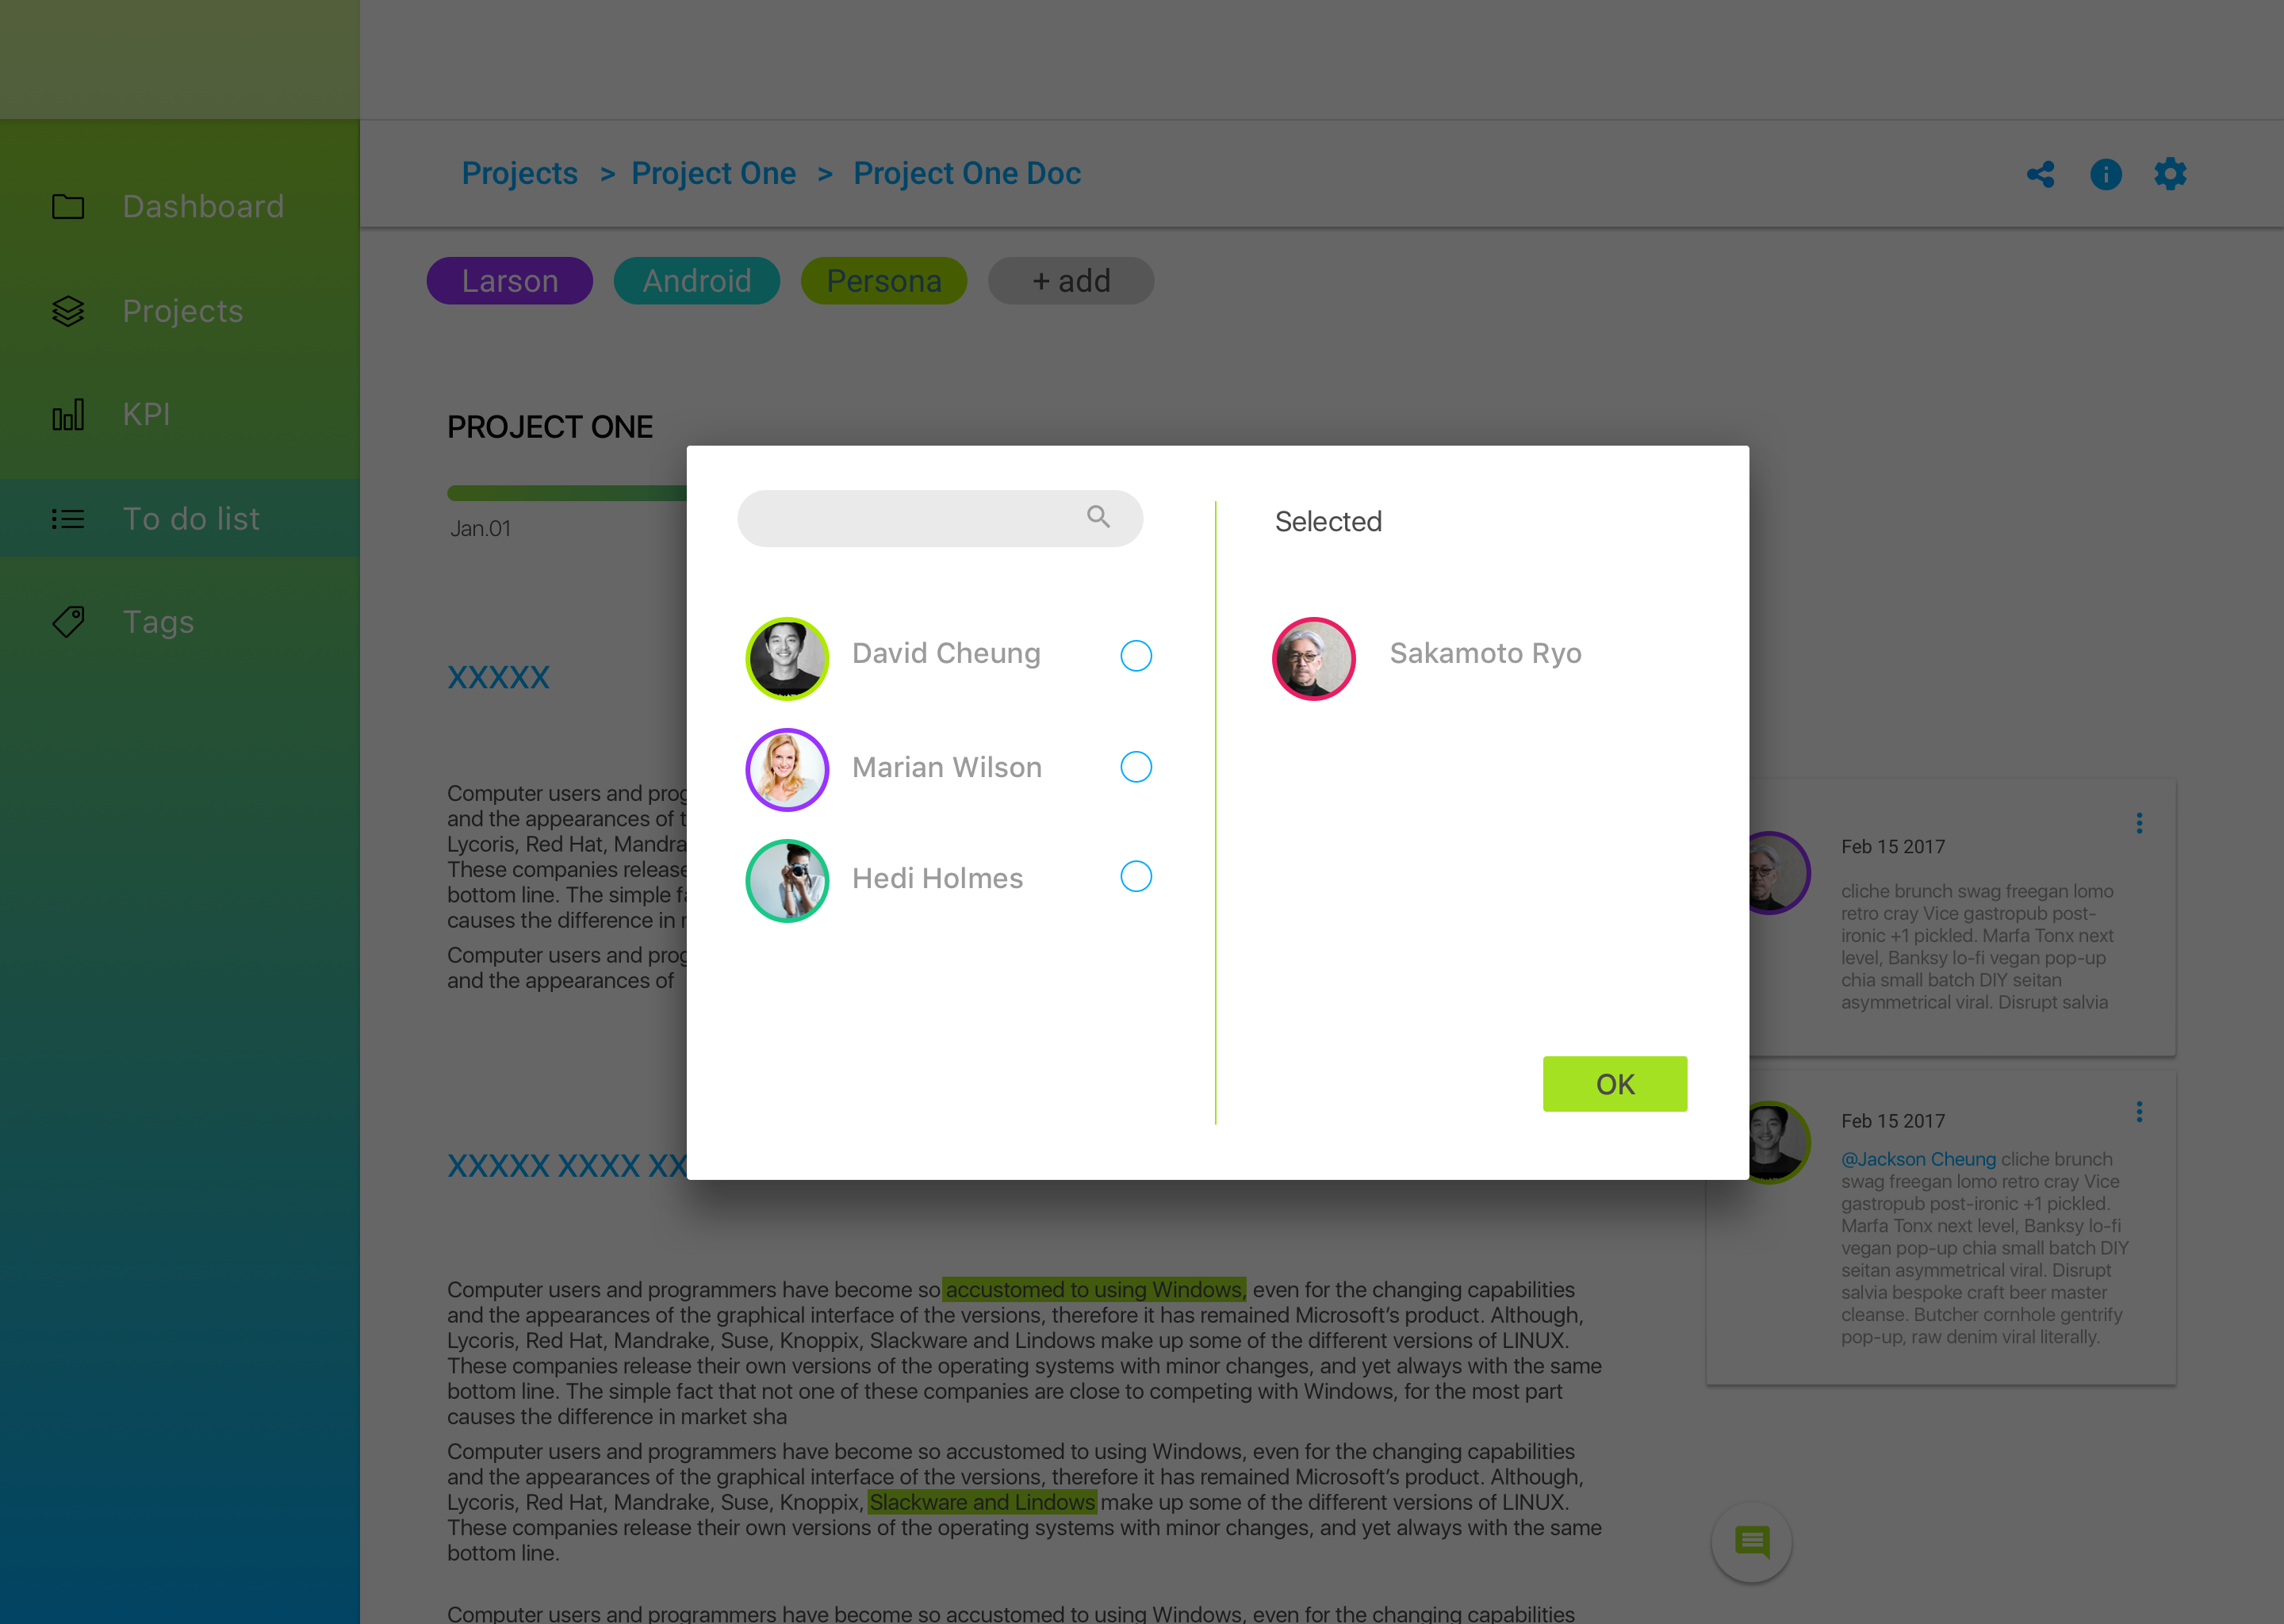 Dashboard
Projects
KPI
To do list
Tags
Projects > Project One > Project One Doc
Larson
Android
Persona
+ add
PROJECT ONE
Jan.01
XXXXX
Computer users and prog
and the appearances of t
Lycoris, Red Hat, Mandra
These companies release
bottom line. The simple fa
causes the difference in
Computer users and prog
and the appearances of
XXXXX XXXX XX
David Cheung
Marian Wilson
Hedi Holmes
Selected
Sakamoto Ryo
OK
Feb 15 2017
cliche brunch swag freegan lomo
retro cray Vice gastropub post-
ironic +1 pickled. Marfa Tonx next
level, Banksy lo-fi vegan pop-up
chia small batch DIY seitan
asymmetrical viral. Disrupt salvia
Feb 15 2017
@Jackson Cheung cliche brunch
swag freegan lomo retro cray Vice
gastropub post-ironic +1 pickled.
Marfa Tonx next level, Banksy lo-fi
vegan pop-up chia small batch DIY
seitan asymmetrical viral. Disrupt
salvia bespoke craft beer master
cleanse. Butcher cornhole gentrify
pop-up, raw denim viral literally.
Computer users and programmers have become so accustomed to using Windows, even for the changing capabilities
and the appearances of the graphical interface of the versions, therefore it has remained Microsoft’s product. Although,
Lycoris, Red Hat, Mandrake, Suse, Knoppix, Slackware and Lindows make up some of the different versions of LINUX.
These companies release their own versions of the operating systems with minor changes, and yet always with the same
bottom line. The simple fact that not one of these companies are close to competing with Windows, for the most part
causes the difference in market sha
Computer users and programmers have become so accustomed to using Windows, even for the changing capabilities
and the appearances of the graphical interface of the versions, therefore it has remained Microsoft’s product. Although,
Lycoris, Red Hat, Mandrake, Suse, Knoppix, Slackware and Lindows make up some of the different versions of LINUX.
These companies release their own versions of the operating systems with minor changes, and yet always with the same
bottom line.
Computer users and programmers have become so accustomed to using Windows, even for the changing capabilities